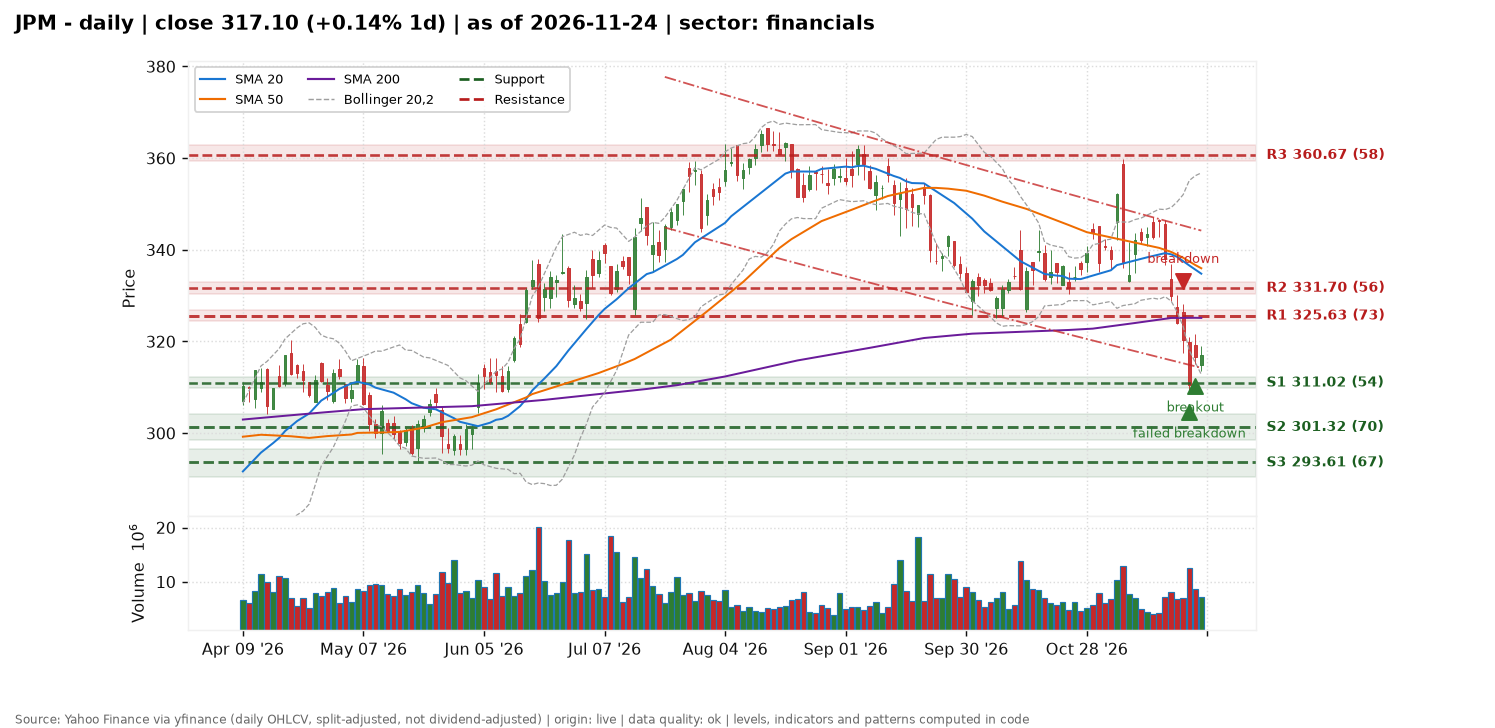 JPM - daily | close 317.10 (+0.14% 1d) | as of 2026-11-24 | sector: financials
SMA 20
SMA 50
SMA 200
Bollinger 20,2
Support
Resistance
Price
380
360
340
320
300
R3 360.67 (58)
R2 331.70 (56)
R1 325.63 (73)
S1 311.02 (54)
S2 301.32 (70)
S3 293.61 (67)
breakdown
breakout
failed breakdown
Volume 10^6
20
10
Apr 09 '26
May 07 '26
Jun 05 '26
Jul 07 '26
Aug 04 '26
Sep 01 '26
Sep 30 '26
Oct 28 '26
Source: Yahoo Finance via yfinance (daily OHLCV, split-adjusted, not dividend-adjusted) | origin: live | data quality: ok | levels, indicators and patterns computed in code